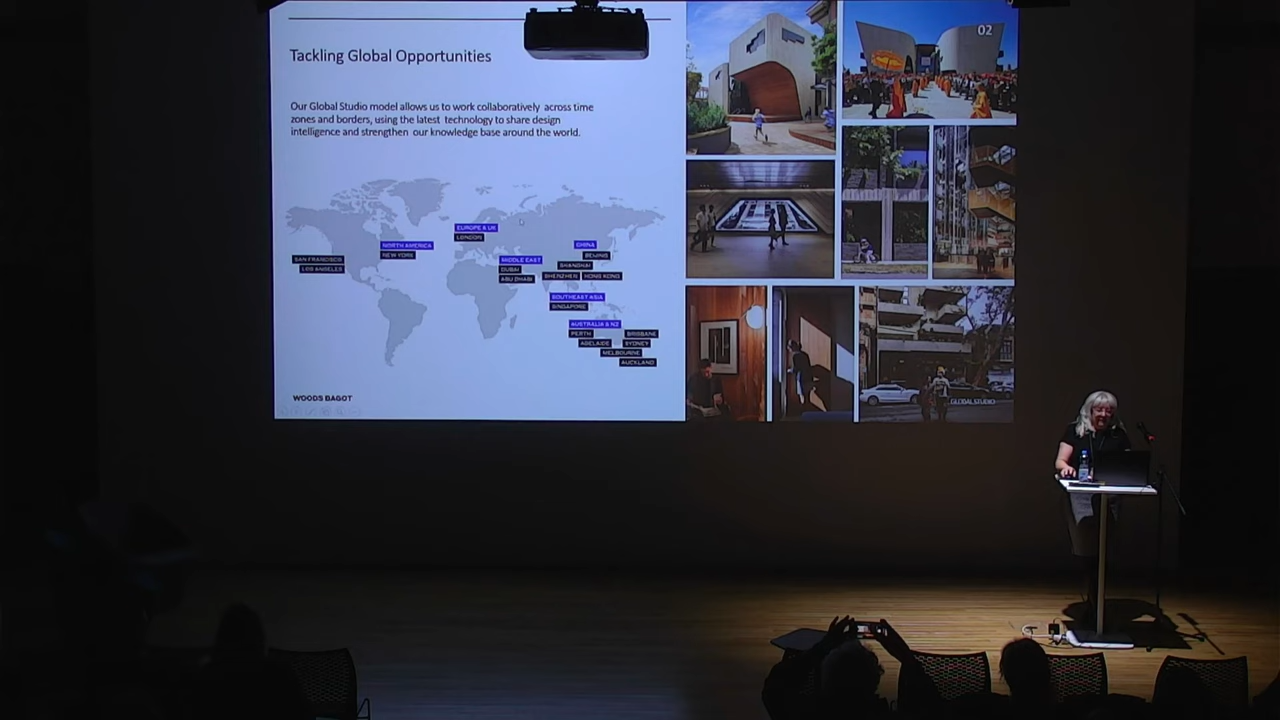 Tackling Global Opportunities
02
Our Global Studio model allows us to work collaboratively across time
zones and borders, using the latest technology to share design
intelligence and strengthen our knowledge base around the world.
EUROPE & UK
LONDON
NORTH AMERICA
NEW YORK
SAN FRANCISCO
LOS ANGELES
MIDDLE EAST
DUBAI
ABU DHABI
CHINA
BEIJING
SHANGHAI
SHENZHEN
HONG KONG
SOUTHEAST ASIA
SINGAPORE
AUSTRALIA & NZ
PERTH
BRISBANE
ADELAIDE
SYDNEY
MELBOURNE
AUCKLAND
WOODS BAGOT
GLOBAL STUDIO